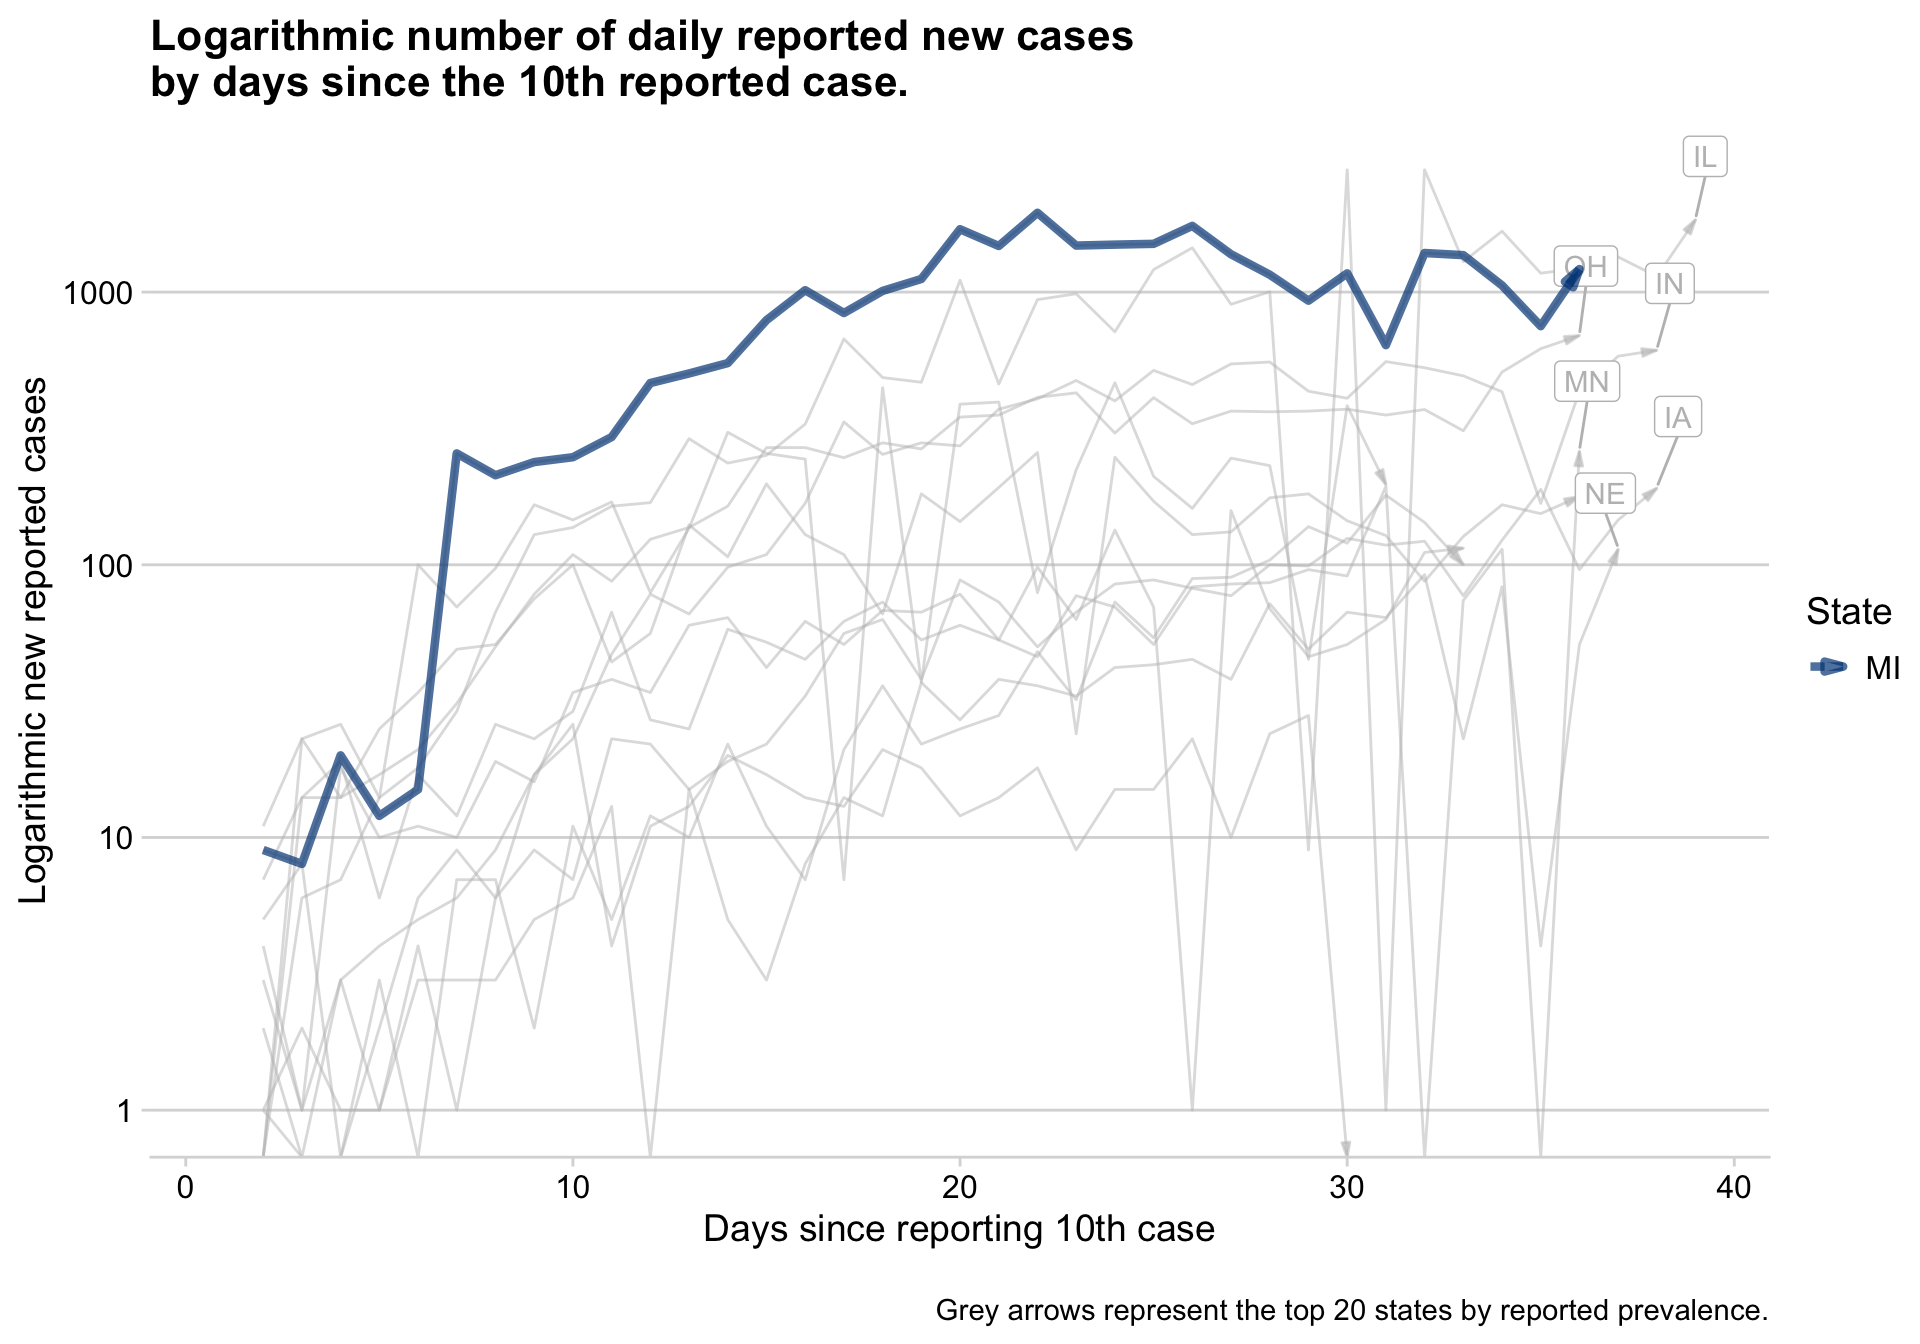 Logarithmic number of daily reported new cases
by days since the 10th reported case.
Logarithmic new reported cases
1000
100
10
1
IL
OH
IN
MN
IA
NE
State
MI
0
10
20
30
40
Days since reporting 10th case
Grey arrows represent the top 20 states by reported prevalence.